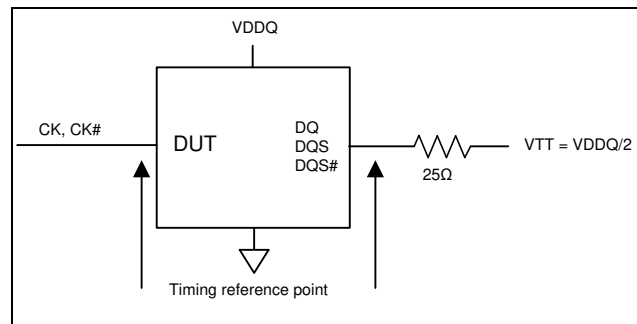 VDDQ
CK, CK#
DUT
DQ
DQS
DQS#
25Ω
VTT = VDDQ/2
Timing reference point